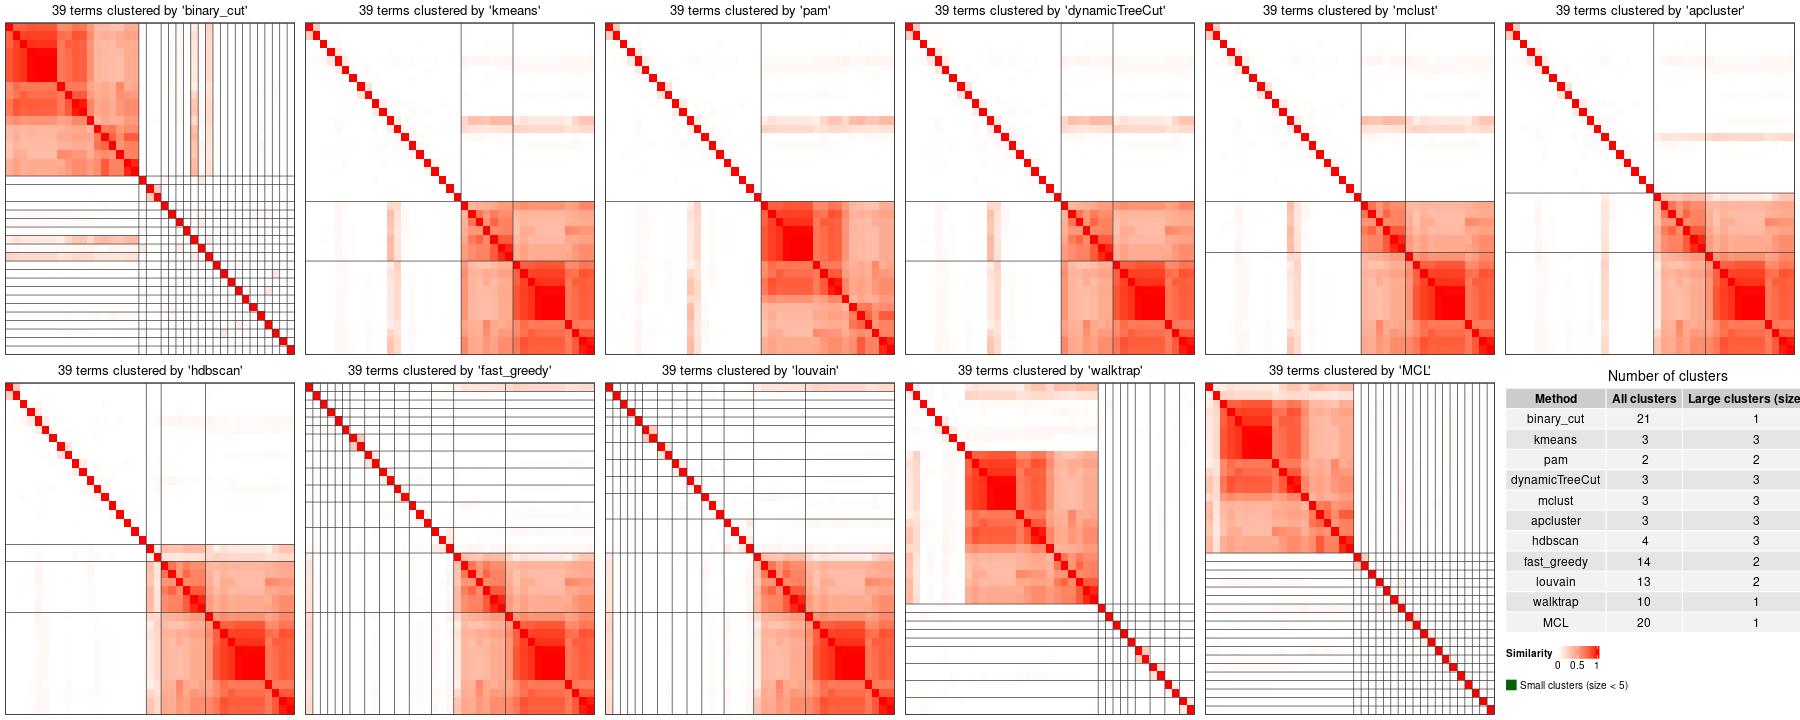 39 terms clustered by 'binary_cut'
39 terms clustered by 'kmeans'
39 terms clustered by 'pam'
39 terms clustered by 'dynamicTreeCut'
39 terms clustered by 'mclust'
39 terms clustered by 'apcluster'
39 terms clustered by 'hdbscan'
39 terms clustered by 'fast_greedy'
39 terms clustered by 'louvain'
39 terms clustered by 'walktrap'
39 terms clustered by 'MCL'
Number of clusters
Method All clusters Large clusters (size
binary_cut 21 1
kmeans 3 3
pam 2 2
dynamicTreeCut 3 3
mclust 3 3
apcluster 3 3
hdbscan 4 3
fast_greedy 14 2
louvain 13 2
walktrap 10 1
MCL 20 1
Similarity
0 0.5 1
Small clusters (size < 5)